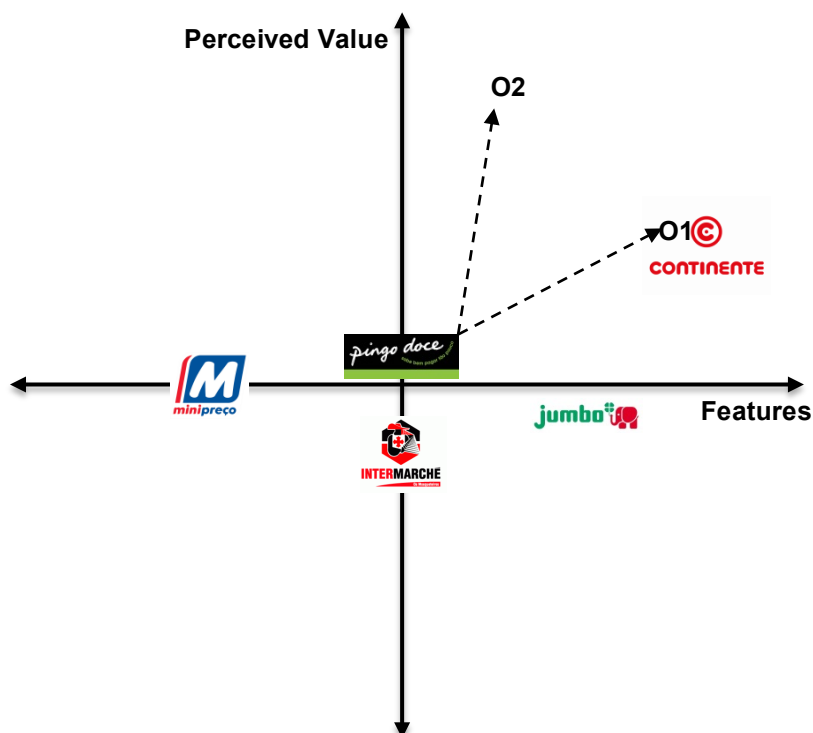 Perceived Value
O2
O1
CONTINENTE
pingo doce
M
minipreço
jumbo
Features
INTERMARCHÉ